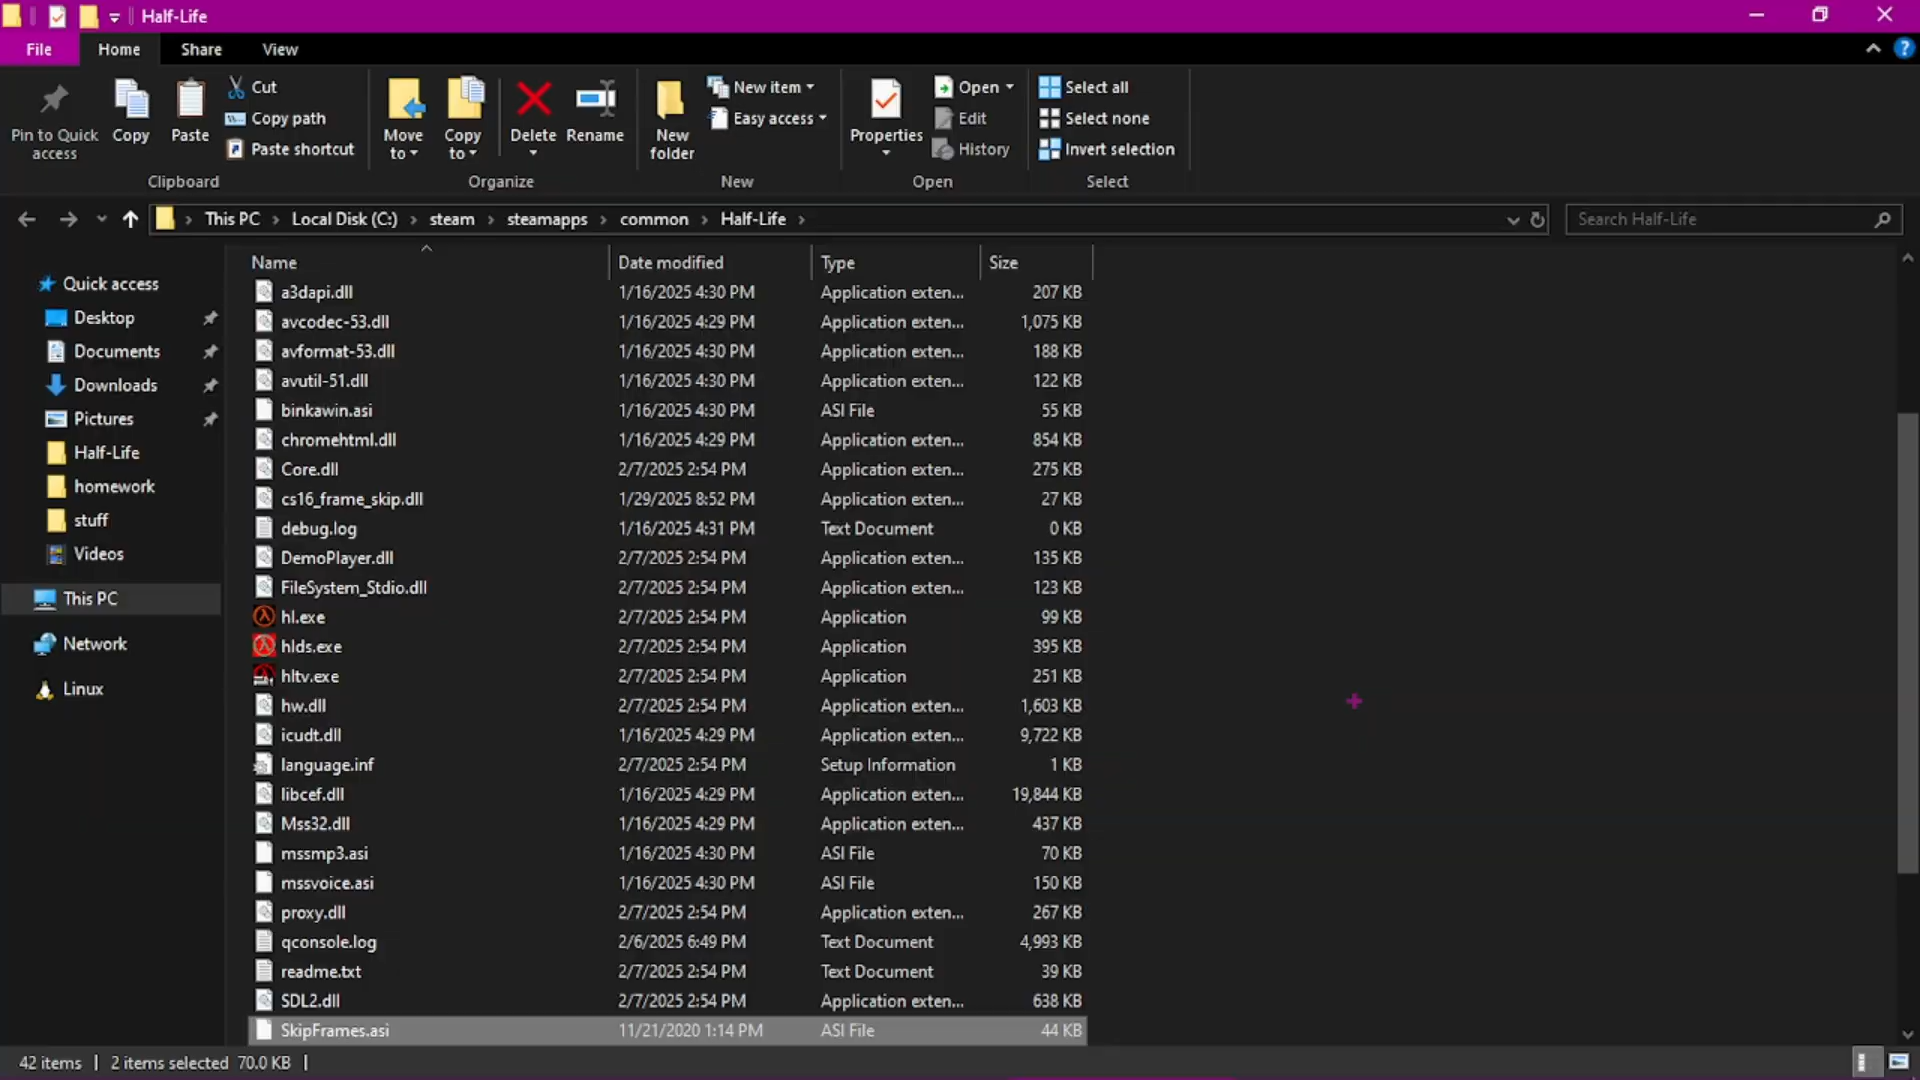 Half-Life
File Home Share View
Pin to Quick access
Copy
Paste
Cut
Copy path
Paste shortcut
Clipboard
Move to
Copy to
Delete
Rename
Organize
New folder
New item
Easy access
New
Properties
Open
Edit
History
Open
Select all
Select none
Invert selection
Select
This PC › Local Disk (C:) › steam › steamapps › common › Half-Life ›
Search Half-Life
Quick access
Desktop
Documents
Downloads
Pictures
Half-Life
homework
stuff
Videos
This PC
Network
Linux
Name Date modified Type Size
a3dapi.dll 1/16/2025 4:30 PM Application exten... 207 KB
avcodec-53.dll 1/16/2025 4:29 PM Application exten... 1,075 KB
avformat-53.dll 1/16/2025 4:30 PM Application exten... 188 KB
avutil-51.dll 1/16/2025 4:30 PM Application exten... 122 KB
binkawin.asi 1/16/2025 4:30 PM ASI File 55 KB
chromehtml.dll 1/16/2025 4:29 PM Application exten... 854 KB
Core.dll 2/7/2025 2:54 PM Application exten... 275 KB
cs16_frame_skip.dll 1/29/2025 8:52 PM Application exten... 27 KB
debug.log 1/16/2025 4:31 PM Text Document 0 KB
DemoPlayer.dll 2/7/2025 2:54 PM Application exten... 135 KB
FileSystem_Stdio.dll 2/7/2025 2:54 PM Application exten... 123 KB
hl.exe 2/7/2025 2:54 PM Application 99 KB
hlds.exe 2/7/2025 2:54 PM Application 395 KB
hltv.exe 2/7/2025 2:54 PM Application 251 KB
hw.dll 2/7/2025 2:54 PM Application exten... 1,603 KB
icudt.dll 1/16/2025 4:29 PM Application exten... 9,722 KB
language.inf 2/7/2025 2:54 PM Setup Information 1 KB
libcef.dll 1/16/2025 4:29 PM Application exten... 19,844 KB
Mss32.dll 1/16/2025 4:29 PM Application exten... 437 KB
mssmp3.asi 1/16/2025 4:30 PM ASI File 70 KB
mssvoice.asi 1/16/2025 4:30 PM ASI File 150 KB
proxy.dll 2/7/2025 2:54 PM Application exten... 267 KB
qconsole.log 2/6/2025 6:49 PM Text Document 4,993 KB
readme.txt 2/7/2025 2:54 PM Text Document 39 KB
SDL2.dll 2/7/2025 2:54 PM Application exten... 638 KB
SkipFrames.asi 11/21/2020 1:14 PM ASI File 44 KB
42 items | 2 items selected 70.0 KB |